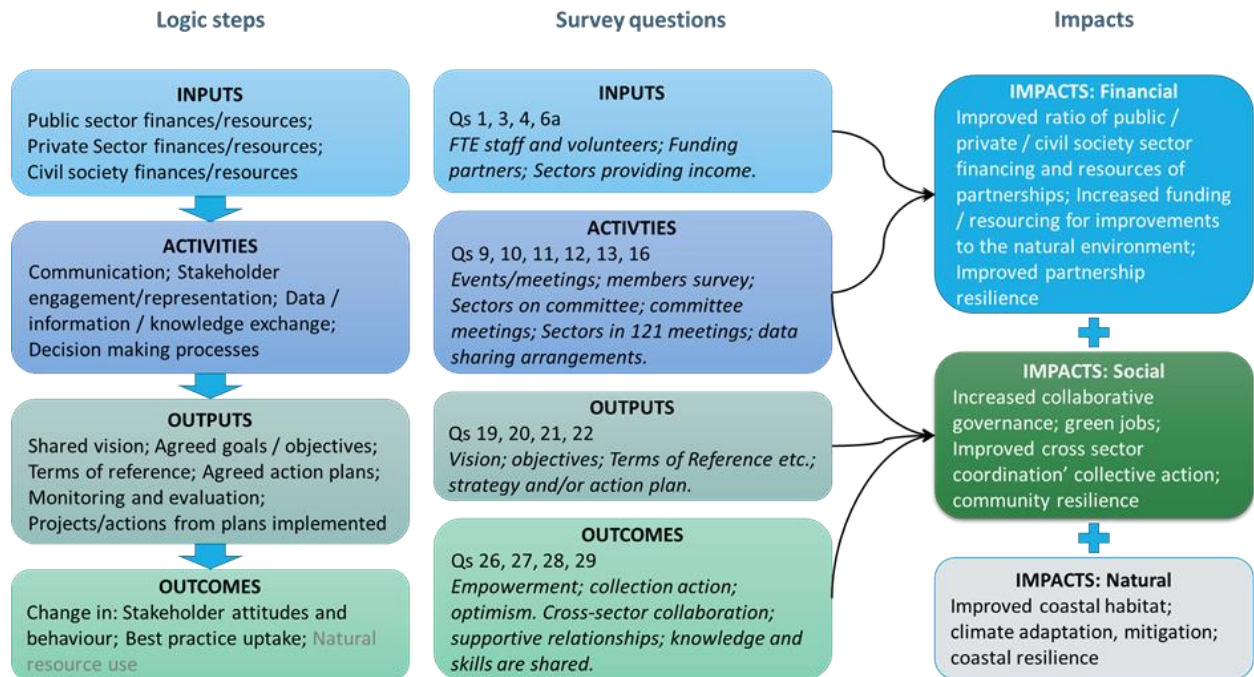 Logic steps
INPUTS
Public sector finances/resources;
Private Sector finances/resources;
Civil society finances/resources
ACTIVITIES
Communication; Stakeholder
engagement/representation; Data /
information / knowledge exchange;
Decision making processes
OUTPUTS
Shared vision; Agreed goals / objectives;
Terms of reference; Agreed action plans;
Monitoring and evaluation;
Projects/actions from plans implemented
OUTCOMES
Change in: Stakeholder attitudes and
behaviour; Best practice uptake; Natural
resource use
Survey questions
INPUTS
Qs 1, 3, 4, 6a
FTE staff and volunteers; Funding
partners; Sectors providing income.
ACTIVTIES
Qs 9, 10, 11, 12, 13, 16
Events/meetings; members survey;
Sectors on committee; committee
meetings; Sectors in 121 meetings; data
sharing arrangements.
OUTPUTS
Qs 19, 20, 21, 22
Vision; objectives; Terms of Reference etc.;
strategy and/or action plan.
OUTCOMES
Qs 26, 27, 28, 29
Empowerment; collection action;
optimism. Cross-sector collaboration;
supportive relationships; knowledge and
skills are shared.
Impacts
IMPACTS: Financial
Improved ratio of public /
private / civil society sector
financing and resources of
partnerships; Increased funding
/ resourcing for improvements
to the natural environment;
Improved partnership
resilience
IMPACTS: Social
Increased collaborative
governance; green jobs;
Improved cross sector
coordination’ collective action;
community resilience
IMPACTS: Natural
Improved coastal habitat;
climate adaptation, mitigation;
coastal resilience